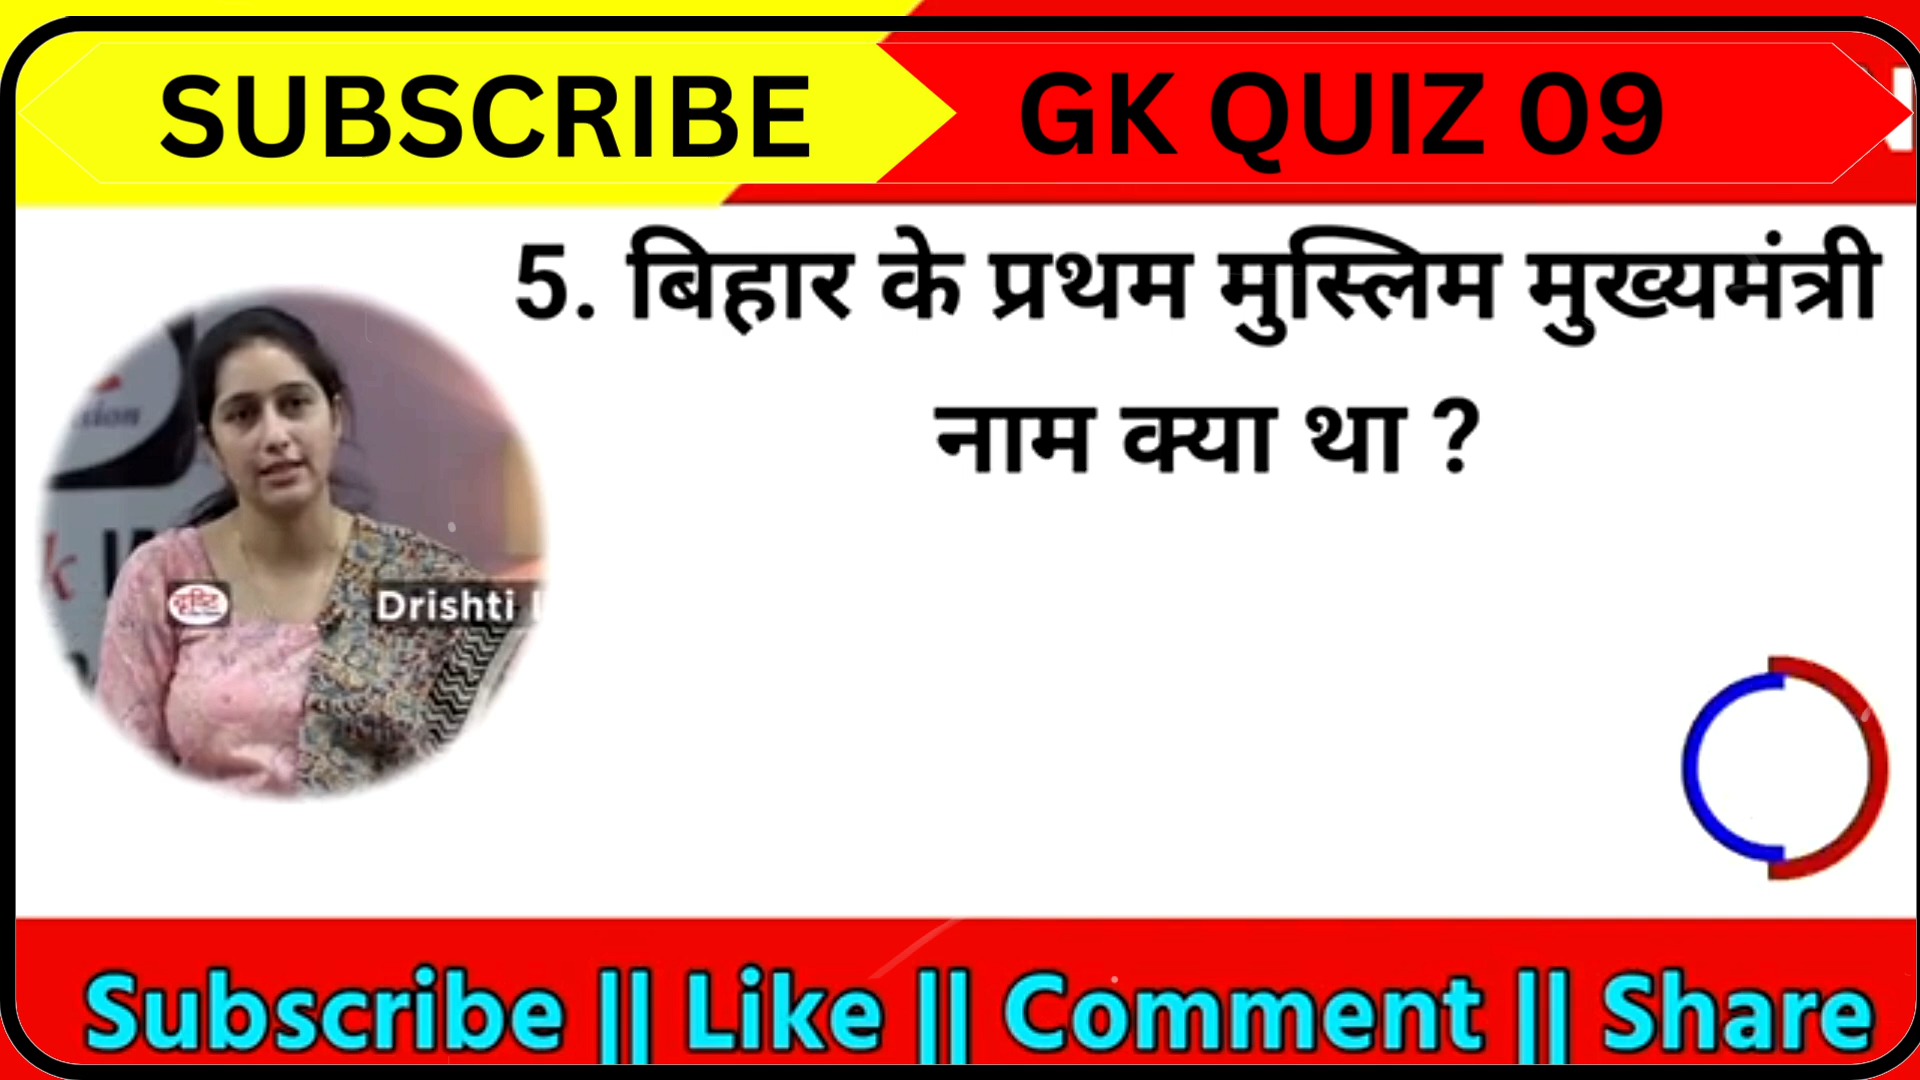 SUBSCRIBE
GK QUIZ 09
5. बिहार के प्रथम मुस्लिम मुख्यमंत्री
नाम क्या था ?
दृष्टि
Drishti
Subscribe || Like || Comment || Share